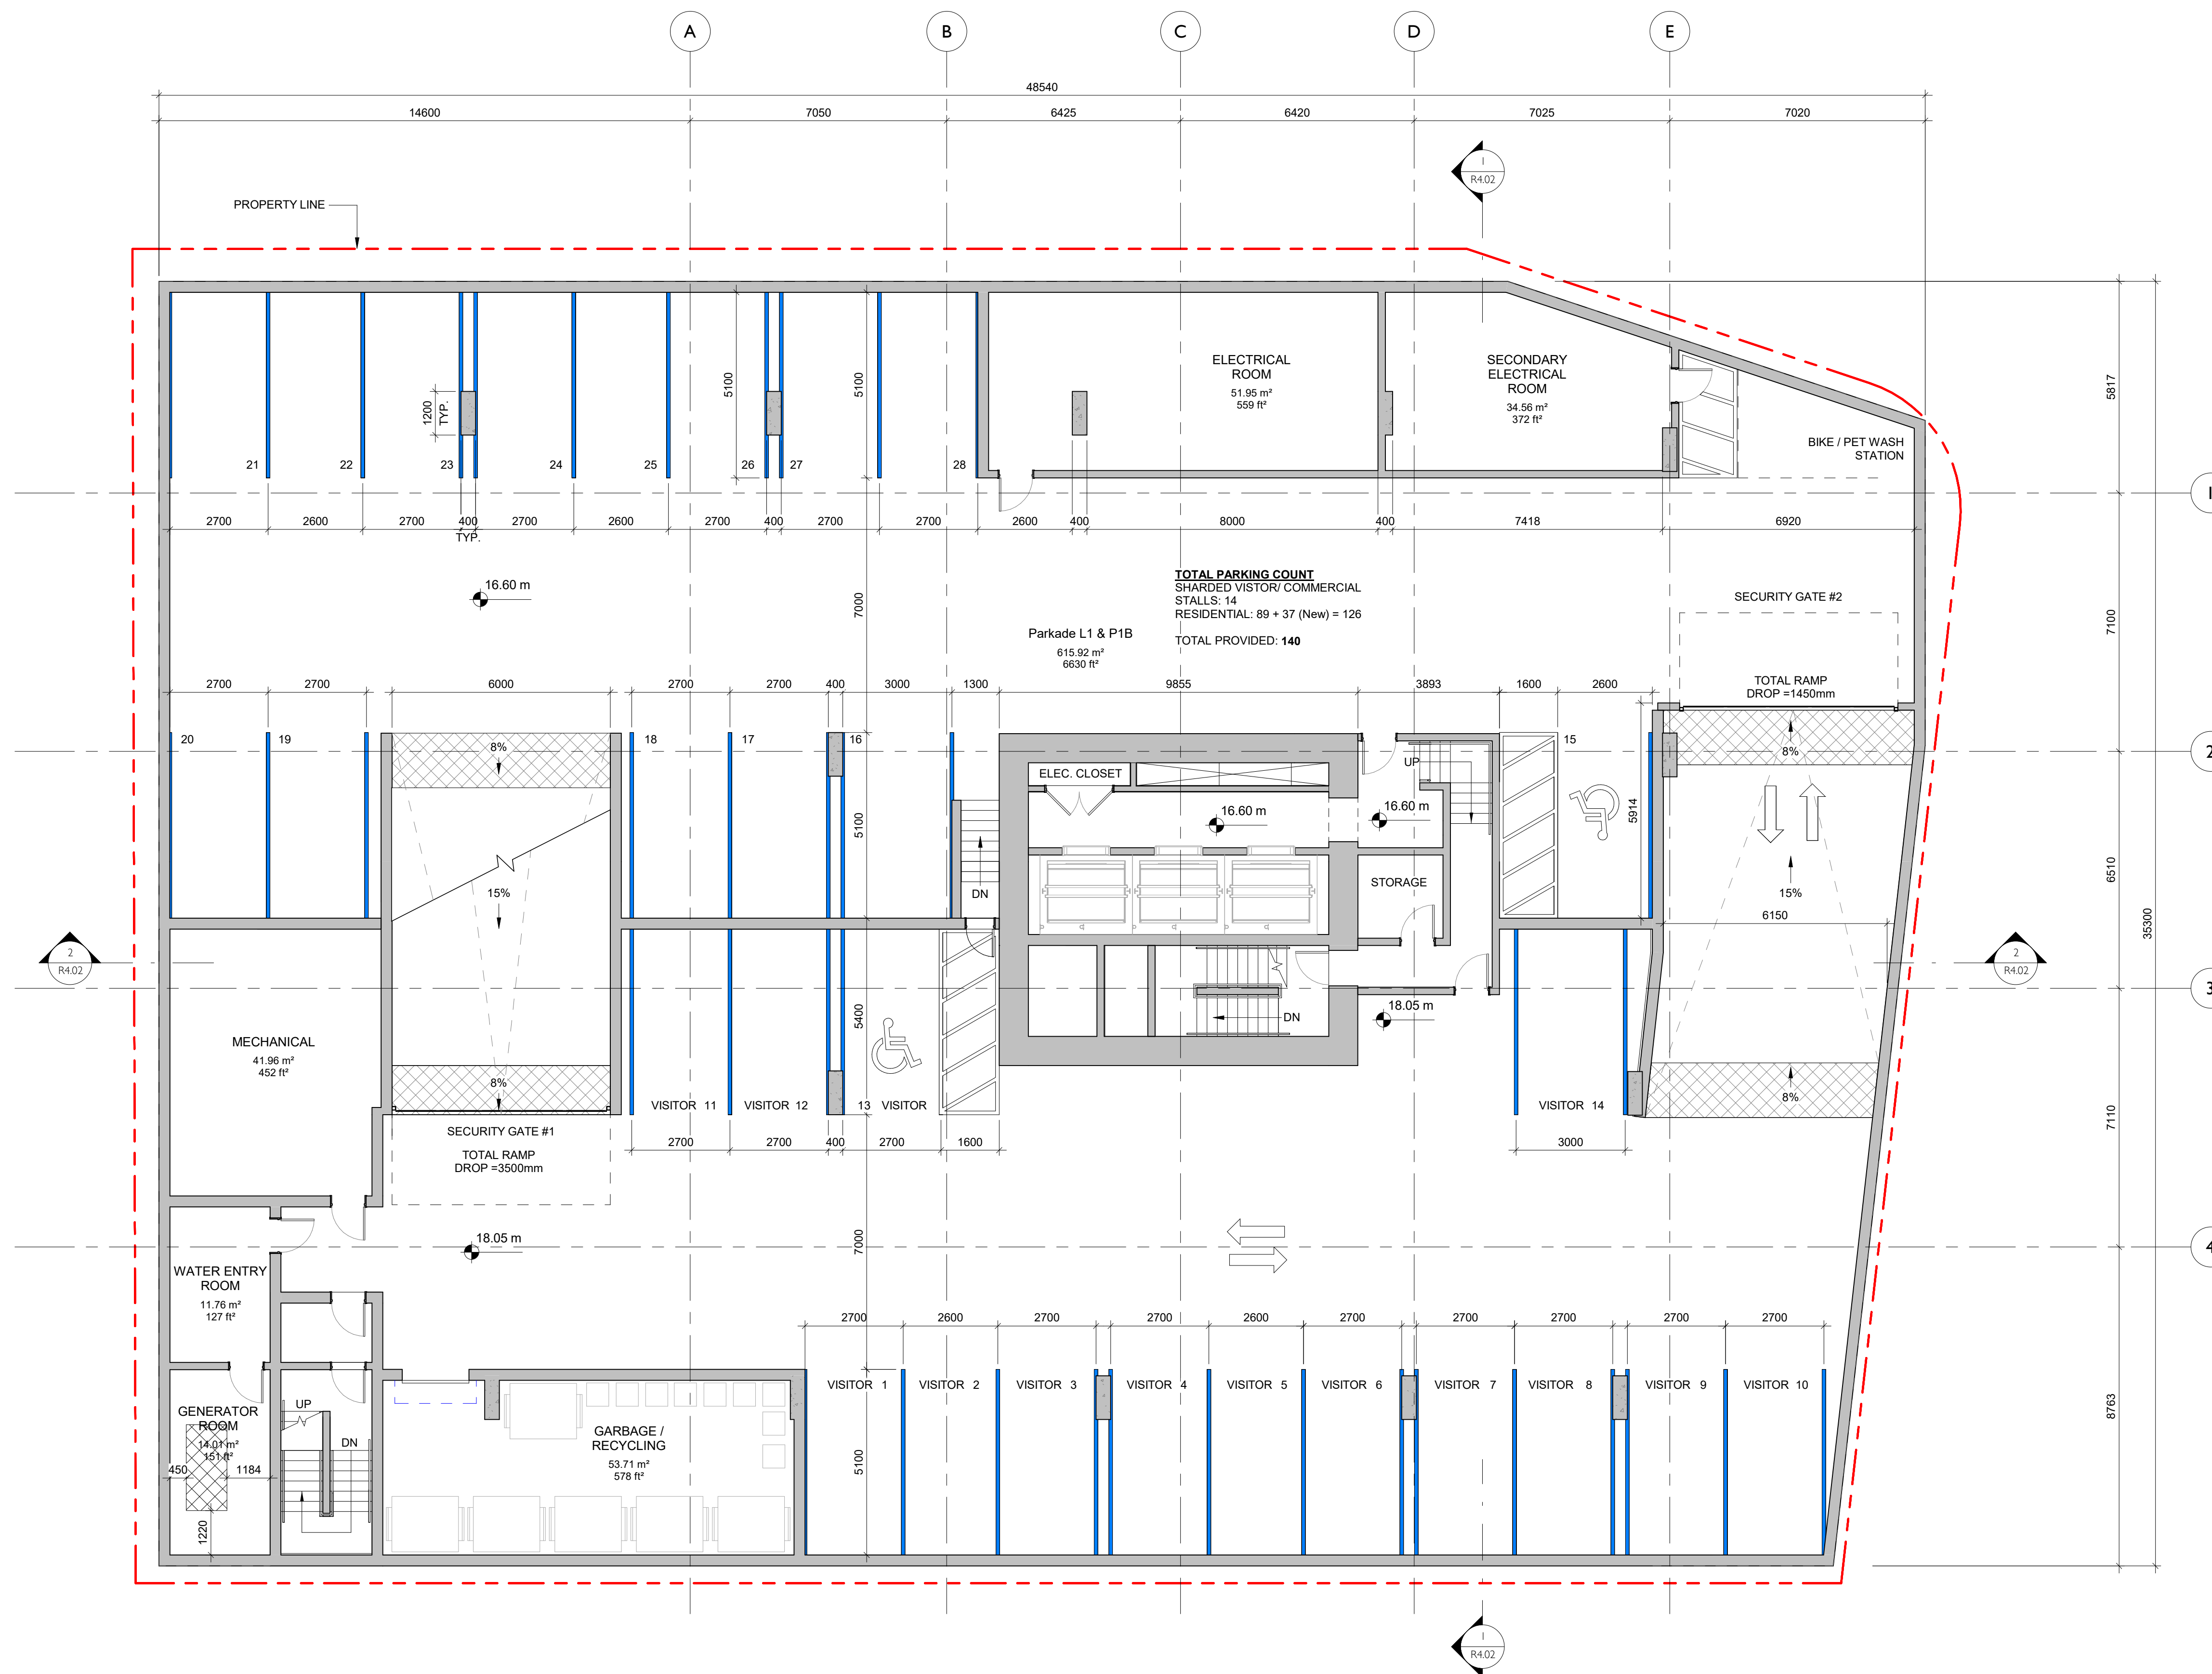 A
B
C
D
E
48540
14600
7050
6425
6420
7025
7020
1
R4.02
PROPERTY LINE
ELECTRICAL
ROOM
51.95 m²
559 ft²
SECONDARY
ELECTRICAL
ROOM
34.56 m²
372 ft²
5817
1200
TYP.
5100
5100
BIKE / PET WASH
STATION
21
22
23
24
25
26
27
28
1
2700
2600
2700
400
2700
2600
2700
400
2700
2700
2600
400
8000
400
7418
6920
TYP.
16.60 m
TOTAL PARKING COUNT
SHARDED VISTOR/ COMMERCIAL
STALLS: 14
RESIDENTIAL: 89 + 37 (New) = 126
TOTAL PROVIDED: 140
7000
SECURITY GATE #2
7100
Parkade L1 & P1B
615.92 m²
6630 ft²
2700
2700
6000
2700
2700
400
3000
1300
9855
3893
1600
2600
TOTAL RAMP
DROP =1450mm
20
19
8%
18
17
16
15
UP
8%
2
ELEC. CLOSET
16.60 m
16.60 m
5100
5914
15%
DN
STORAGE
15%
6150
6510
35300
2
R4.02
2
R4.02
3
5400
18.05 m
DN
MECHANICAL
41.96 m²
452 ft²
8%
8%
VISITOR 11
VISITOR 12
13 VISITOR
VISITOR 14
7110
SECURITY GATE #1
TOTAL RAMP
DROP =3500mm
2700
2700
400
2700
1600
3000
18.05 m
7000
4
WATER ENTRY
ROOM
11.76 m²
127 ft²
2700
2600
2700
2700
2600
2700
2700
2700
2700
2700
VISITOR 1
VISITOR 2
VISITOR 3
VISITOR 4
VISITOR 5
VISITOR 6
VISITOR 7
VISITOR 8
VISITOR 9
VISITOR 10
8763
GENERATOR
ROOM
14.01 m²
151 ft²
UP
DN
GARBAGE /
RECYCLING
53.71 m²
578 ft²
450
1184
5100
1220
1
R4.02